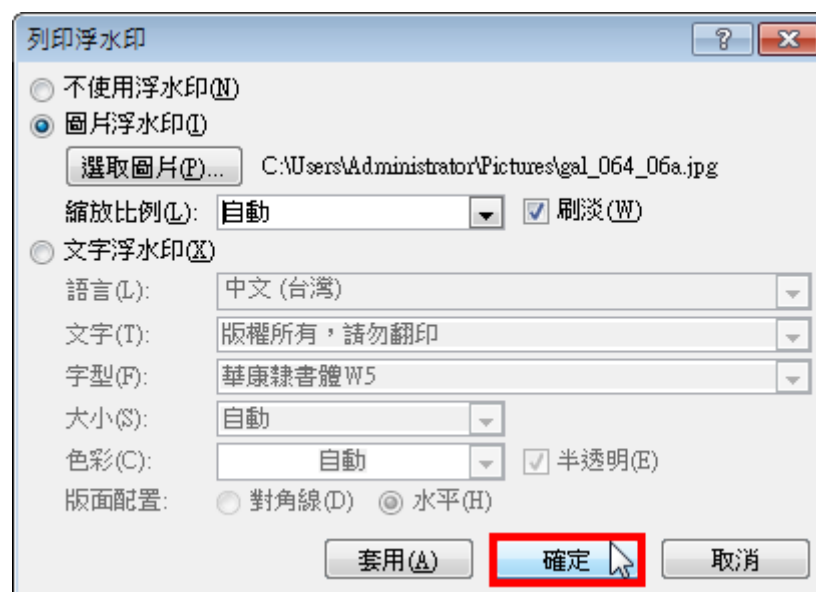 列印浮水印
不使用浮水印(N)
圖片浮水印(I)
選取圖片(P)... C:\Users\Administrator\Pictures\gal_064_06a.jpg
縮放比例(L): 自動 刷淡(W)
文字浮水印(X)
語言(L): 中文 (台灣)
文字(T): 版權所有，請勿翻印
字型(F): 華康隸書體W5
大小(S): 自動
色彩(C): 自動 半透明(E)
版面配置: 對角線(D) 水平(H)
套用(A) 確定 取消